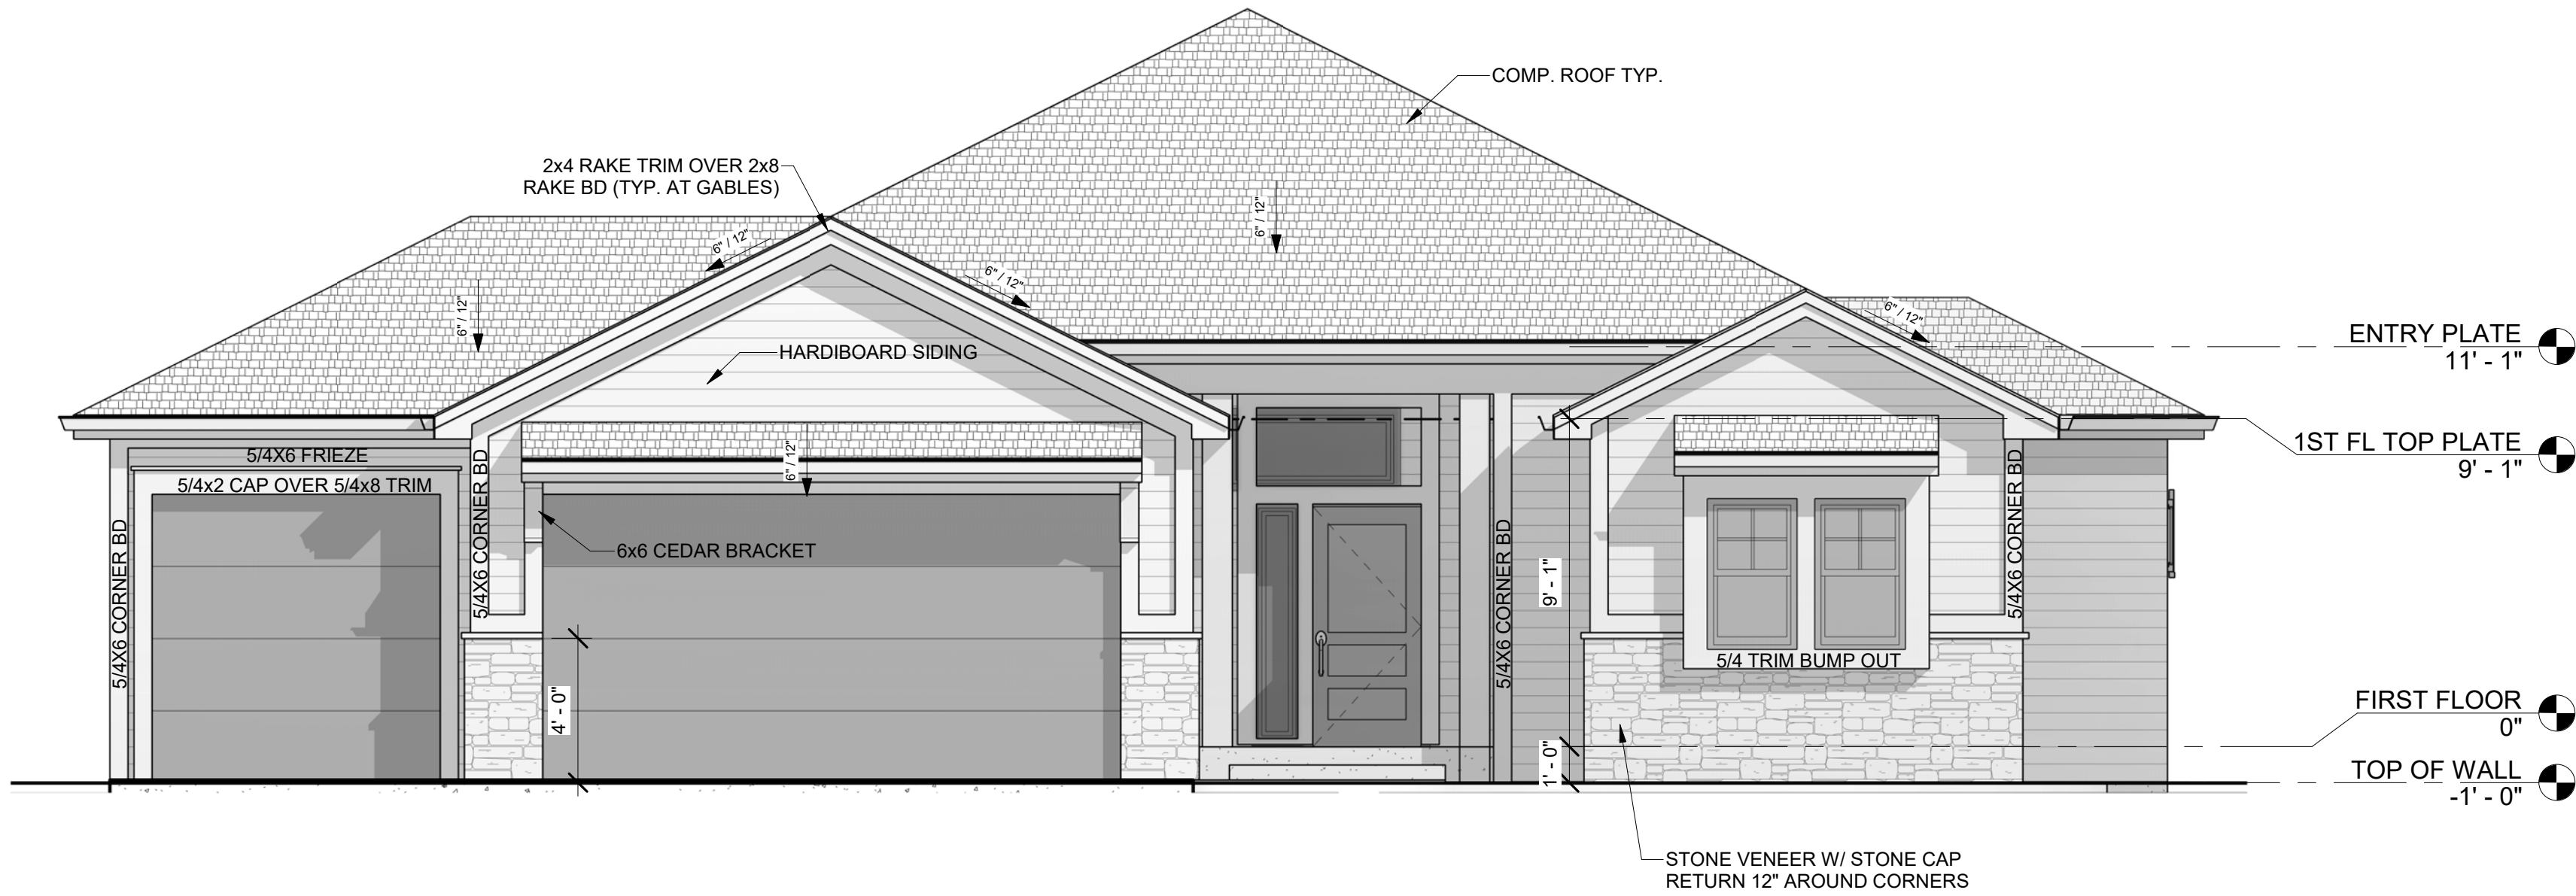 COMP. ROOF TYP.
2x4 RAKE TRIM OVER 2x8
RAKE BD (TYP. AT GABLES)
6" / 12"
6" / 12"
6" / 12"
6" / 12"
6" / 12"
ENTRY PLATE
11' - 1"
HARDIBOARD SIDING
1ST FL TOP PLATE
9' - 1"
5/4X6 FRIEZE
5/4x2 CAP OVER 5/4x8 TRIM
6" / 12"
5/4X6 CORNER BD
5/4X6 CORNER BD
6x6 CEDAR BRACKET
5/4X6 CORNER BD
9' - 1"
5/4X6 CORNER BD
5/4 TRIM BUMP OUT
4' - 0"
FIRST FLOOR
0"
1' - 0"
TOP OF WALL
-1' - 0"
STONE VENEER W/ STONE CAP
RETURN 12" AROUND CORNERS